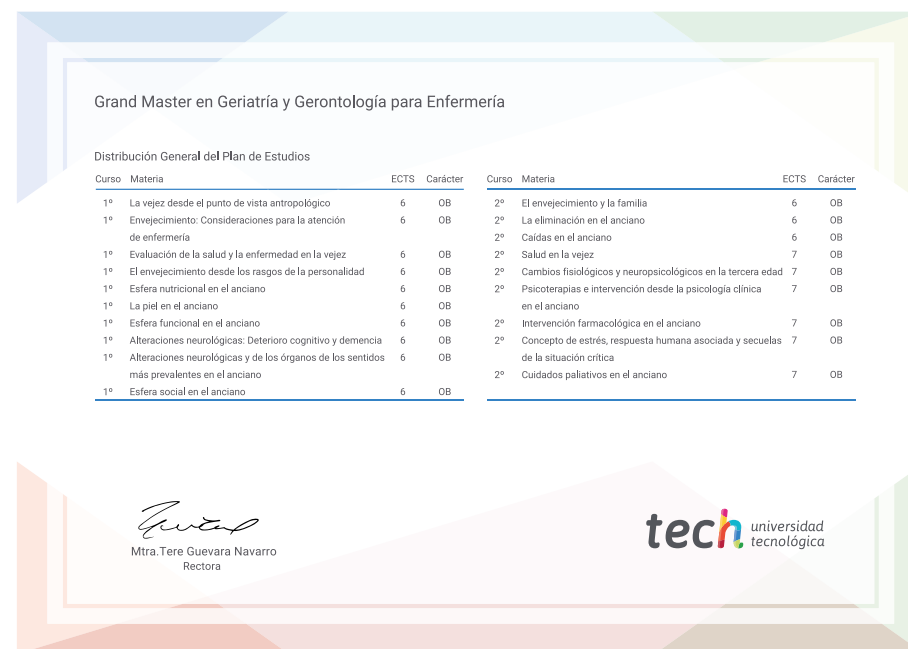 Grand Master en Geriatría y Gerontología para Enfermería
Distribución General del Plan de Estudios
Curso Materia ECTS Carácter
1º La vejez desde el punto de vista antropológico 6 OB
1º Envejecimiento: Consideraciones para la atención 6 OB
de enfermería
1º Evaluación de la salud y la enfermedad en la vejez 6 OB
1º El envejecimiento desde los rasgos de la personalidad 6 OB
1º Esfera nutricional en el anciano 6 OB
1º La piel en el anciano 6 OB
1º Esfera funcional en el anciano 6 OB
1º Alteraciones neurológicas: Deterioro cognitivo y demencia 6 OB
1º Alteraciones neurológicas y de los órganos de los sentidos 6 OB
más prevalentes en el anciano
1º Esfera social en el anciano 6 OB
Curso Materia ECTS Carácter
2º El envejecimiento y la familia 6 OB
2º La eliminación en el anciano 6 OB
2º Caídas en el anciano 6 OB
2º Salud en la vejez 7 OB
2º Cambios fisiológicos y neuropsicológicos en la tercera edad 7 OB
2º Psicoterapias e intervención desde la psicología clínica 7 OB
en el anciano
2º Intervención farmacológica en el anciano 7 OB
2º Concepto de estrés, respuesta humana asociada y secuelas 7 OB
de la situación crítica
2º Cuidados paliativos en el anciano 7 OB
Mtra.Tere Guevara Navarro
Rectora
tech universidad
tecnológica